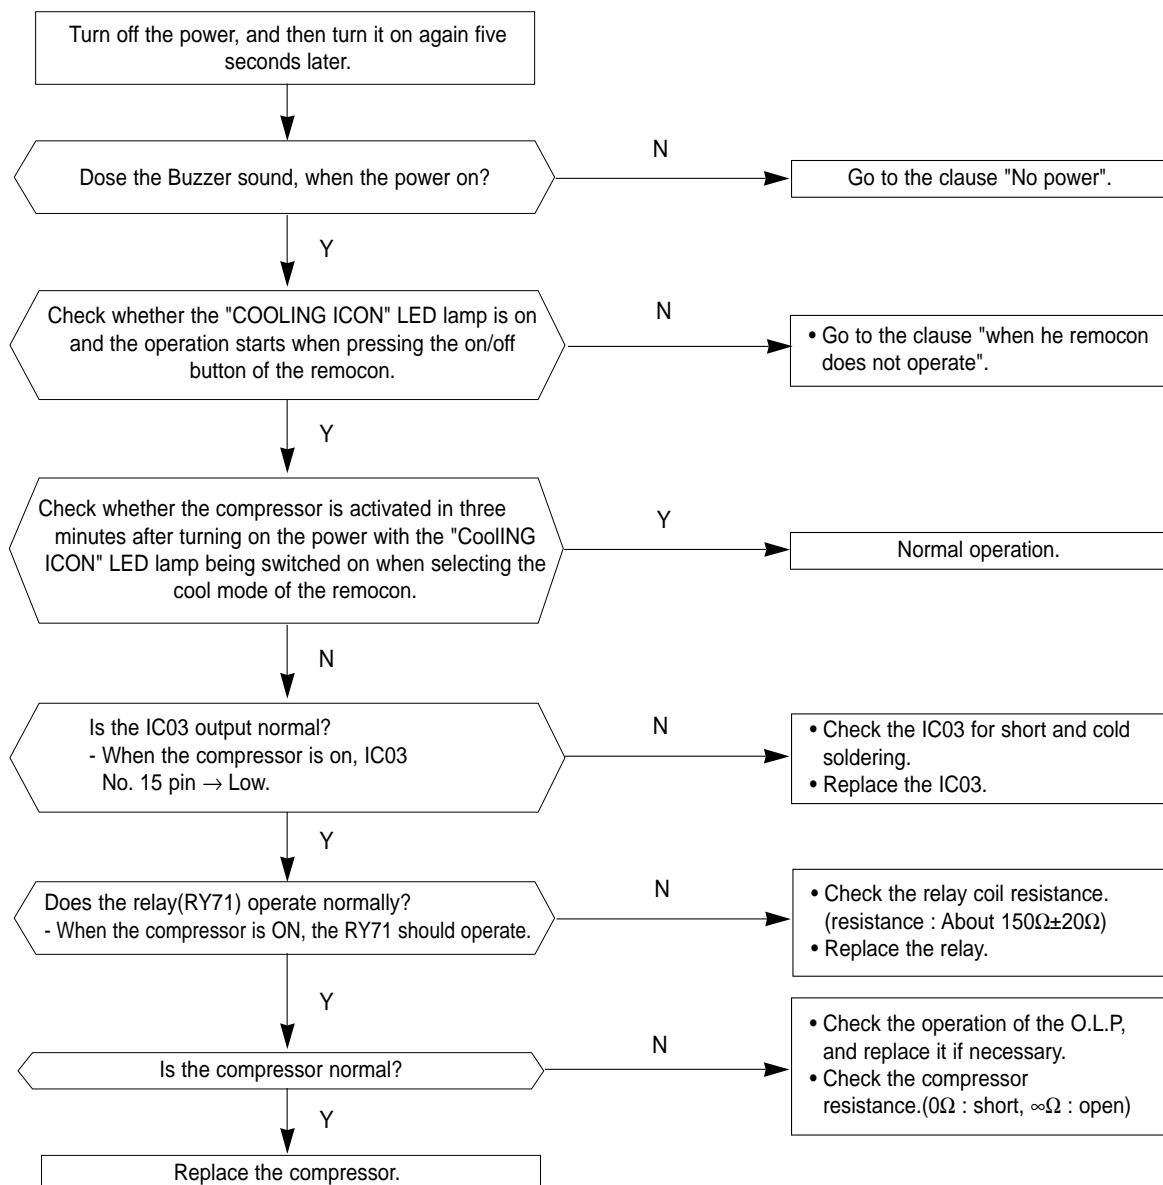 Turn off the power, and then turn it on again five
seconds later.
Dose the Buzzer sound, when the power on?
N
Go to the clause "No power".
Y
Check whether the "COOLING ICON" LED lamp is on
and the operation starts when pressing the on/off
button of the remocon.
N
• Go to the clause "when he remocon
does not operate".
Y
Check whether the compressor is activated in three
minutes after turning on the power with the "CoolING
ICON" LED lamp being switched on when selecting the
cool mode of the remocon.
Y
Normal operation.
N
Is the IC03 output normal?
- When the compressor is on, IC03
No. 15 pin → Low.
N
• Check the IC03 for short and cold
soldering.
• Replace the IC03.
Y
Does the relay(RY71) operate normally?
- When the compressor is ON, the RY71 should operate.
N
• Check the relay coil resistance.
(resistance : About 150Ω±20Ω)
• Replace the relay.
Y
Is the compressor normal?
N
• Check the operation of the O.L.P,
and replace it if necessary.
• Check the compressor
resistance.(0Ω : short, ∞Ω : open)
Y
Replace the compressor.